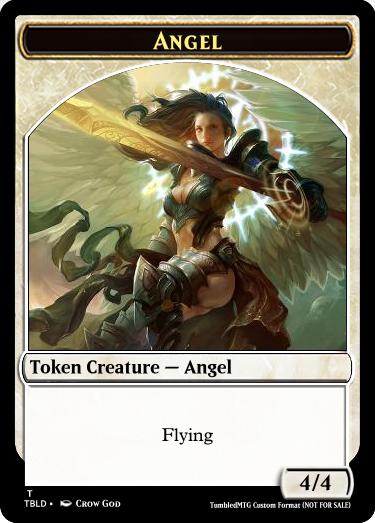 ANGEL
Token Creature — Angel
Flying
4/4
T
TBLD • CROW GOD
TumbledMTG Custom Format (NOT FOR SALE)